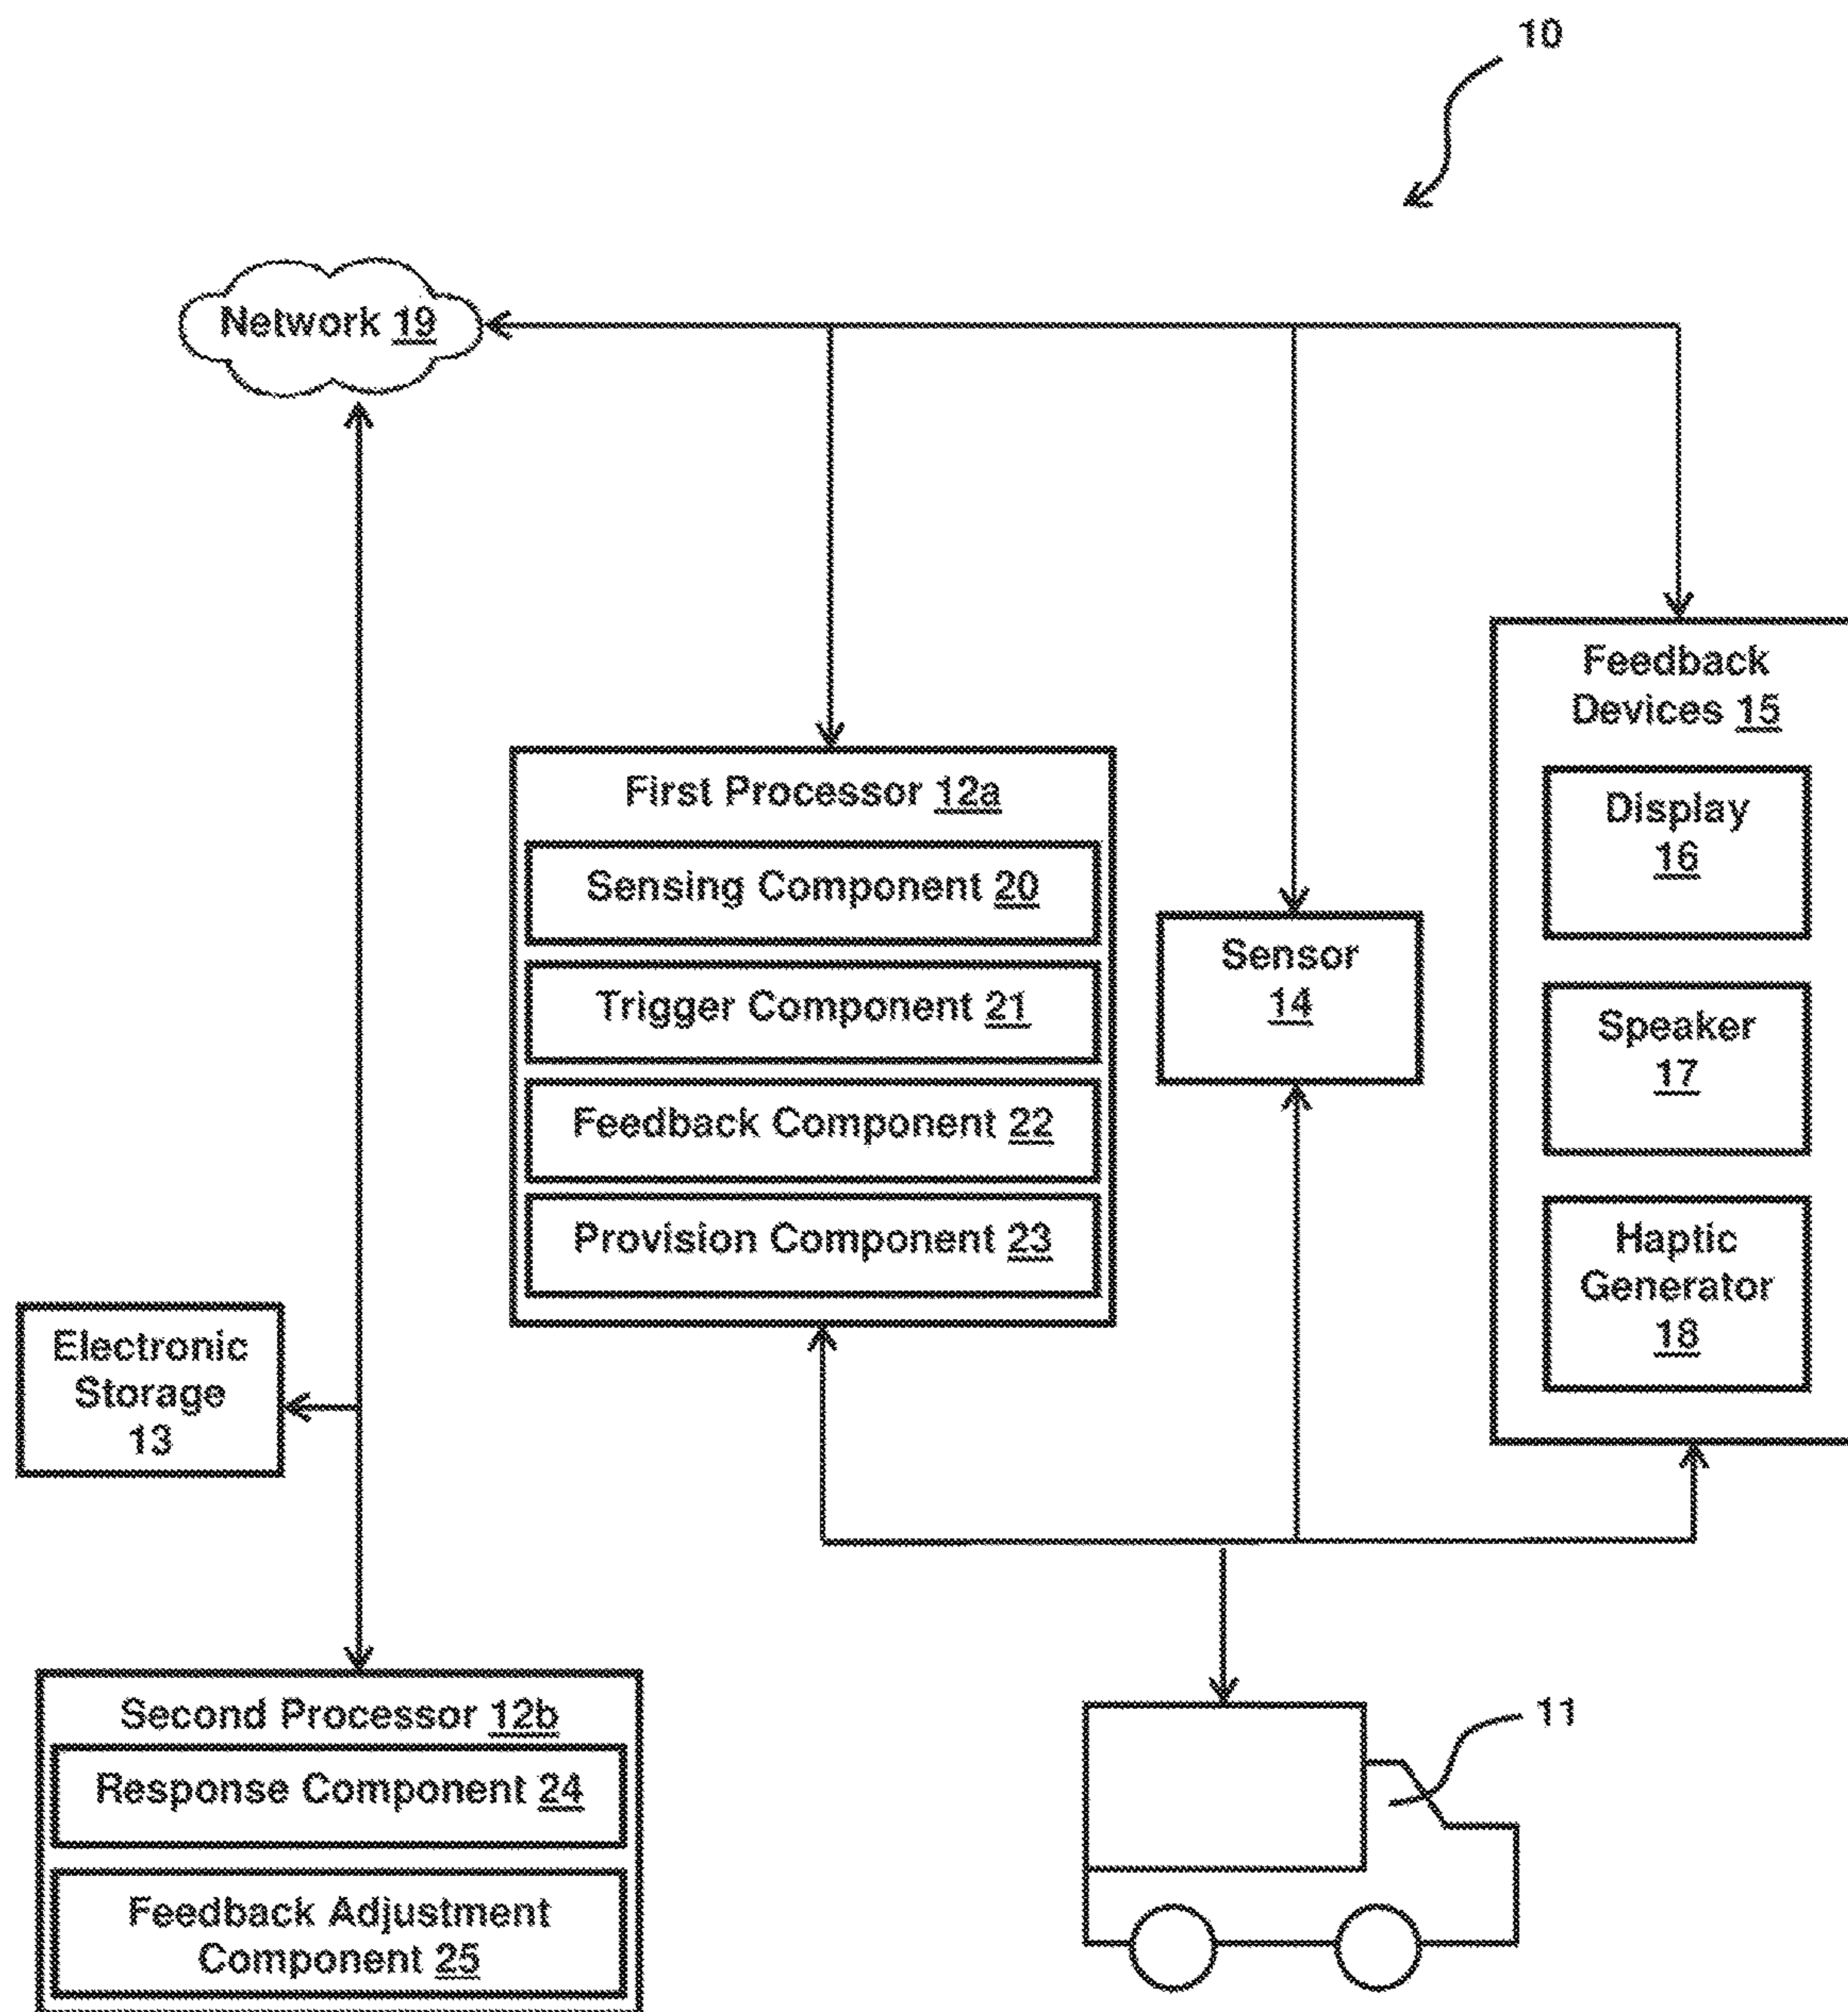 10
Network 19
Feedback
Devices 15
Display
16
Speaker
17
Haptic
Generator
18
First Processor 12a
Sensing Component 20
Trigger Component 21
Feedback Component 22
Provision Component 23
Sensor
14
Electronic
Storage
13
Second Processor 12b
Response Component 24
Feedback Adjustment
Component 25
11